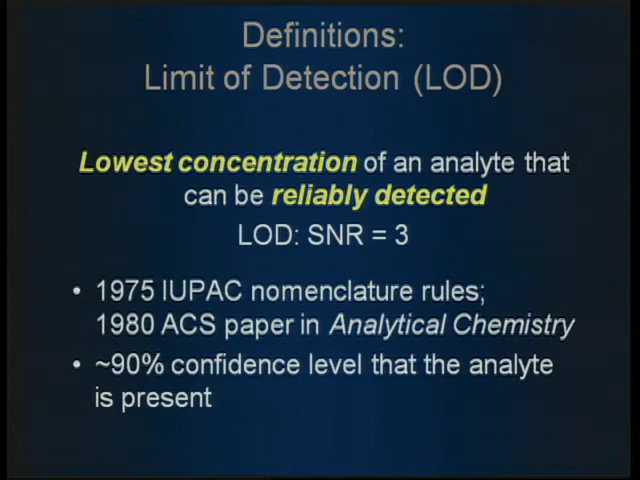 Definitions:
Limit of Detection (LOD)
Lowest concentration of an analyte that
can be reliably detected
LOD: SNR = 3
• 1975 IUPAC nomenclature rules;
1980 ACS paper in Analytical Chemistry
• ~90% confidence level that the analyte
is present